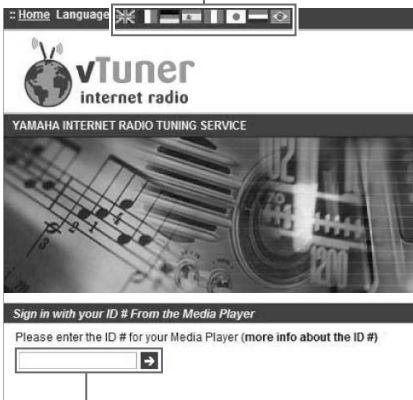 :: Home Language
vTuner
internet radio
YAMAHA INTERNET RADIO TUNING SERVICE
Sign in with your ID # From the Media Player
Please enter the ID # for your Media Player (more info about the ID #)